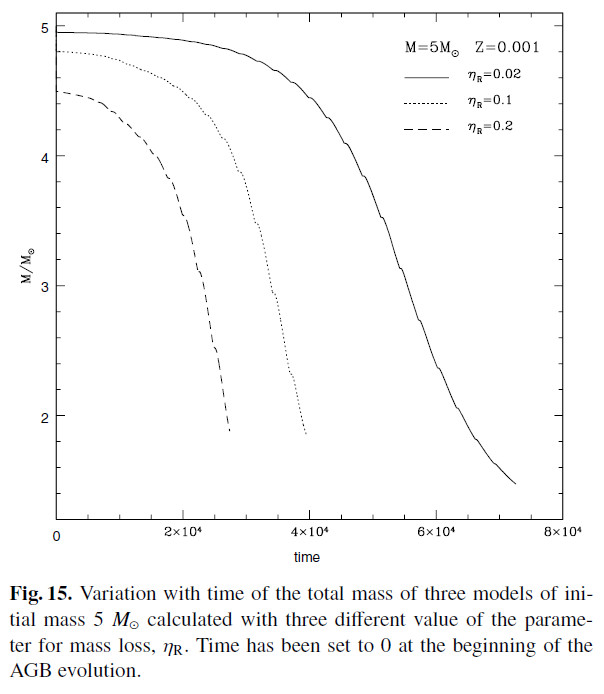 5
4
3
2
M/M☉
M=5M☉ Z=0.001
ηR=0.02
ηR=0.1
ηR=0.2
0 2×10⁴ 4×10⁴ 6×10⁴ 8×10⁴
time
Fig. 15. Variation with time of the total mass of three models of ini-
tial mass 5 M☉ calculated with three different value of the parame-
ter for mass loss, ηR. Time has been set to 0 at the beginning of the
AGB evolution.